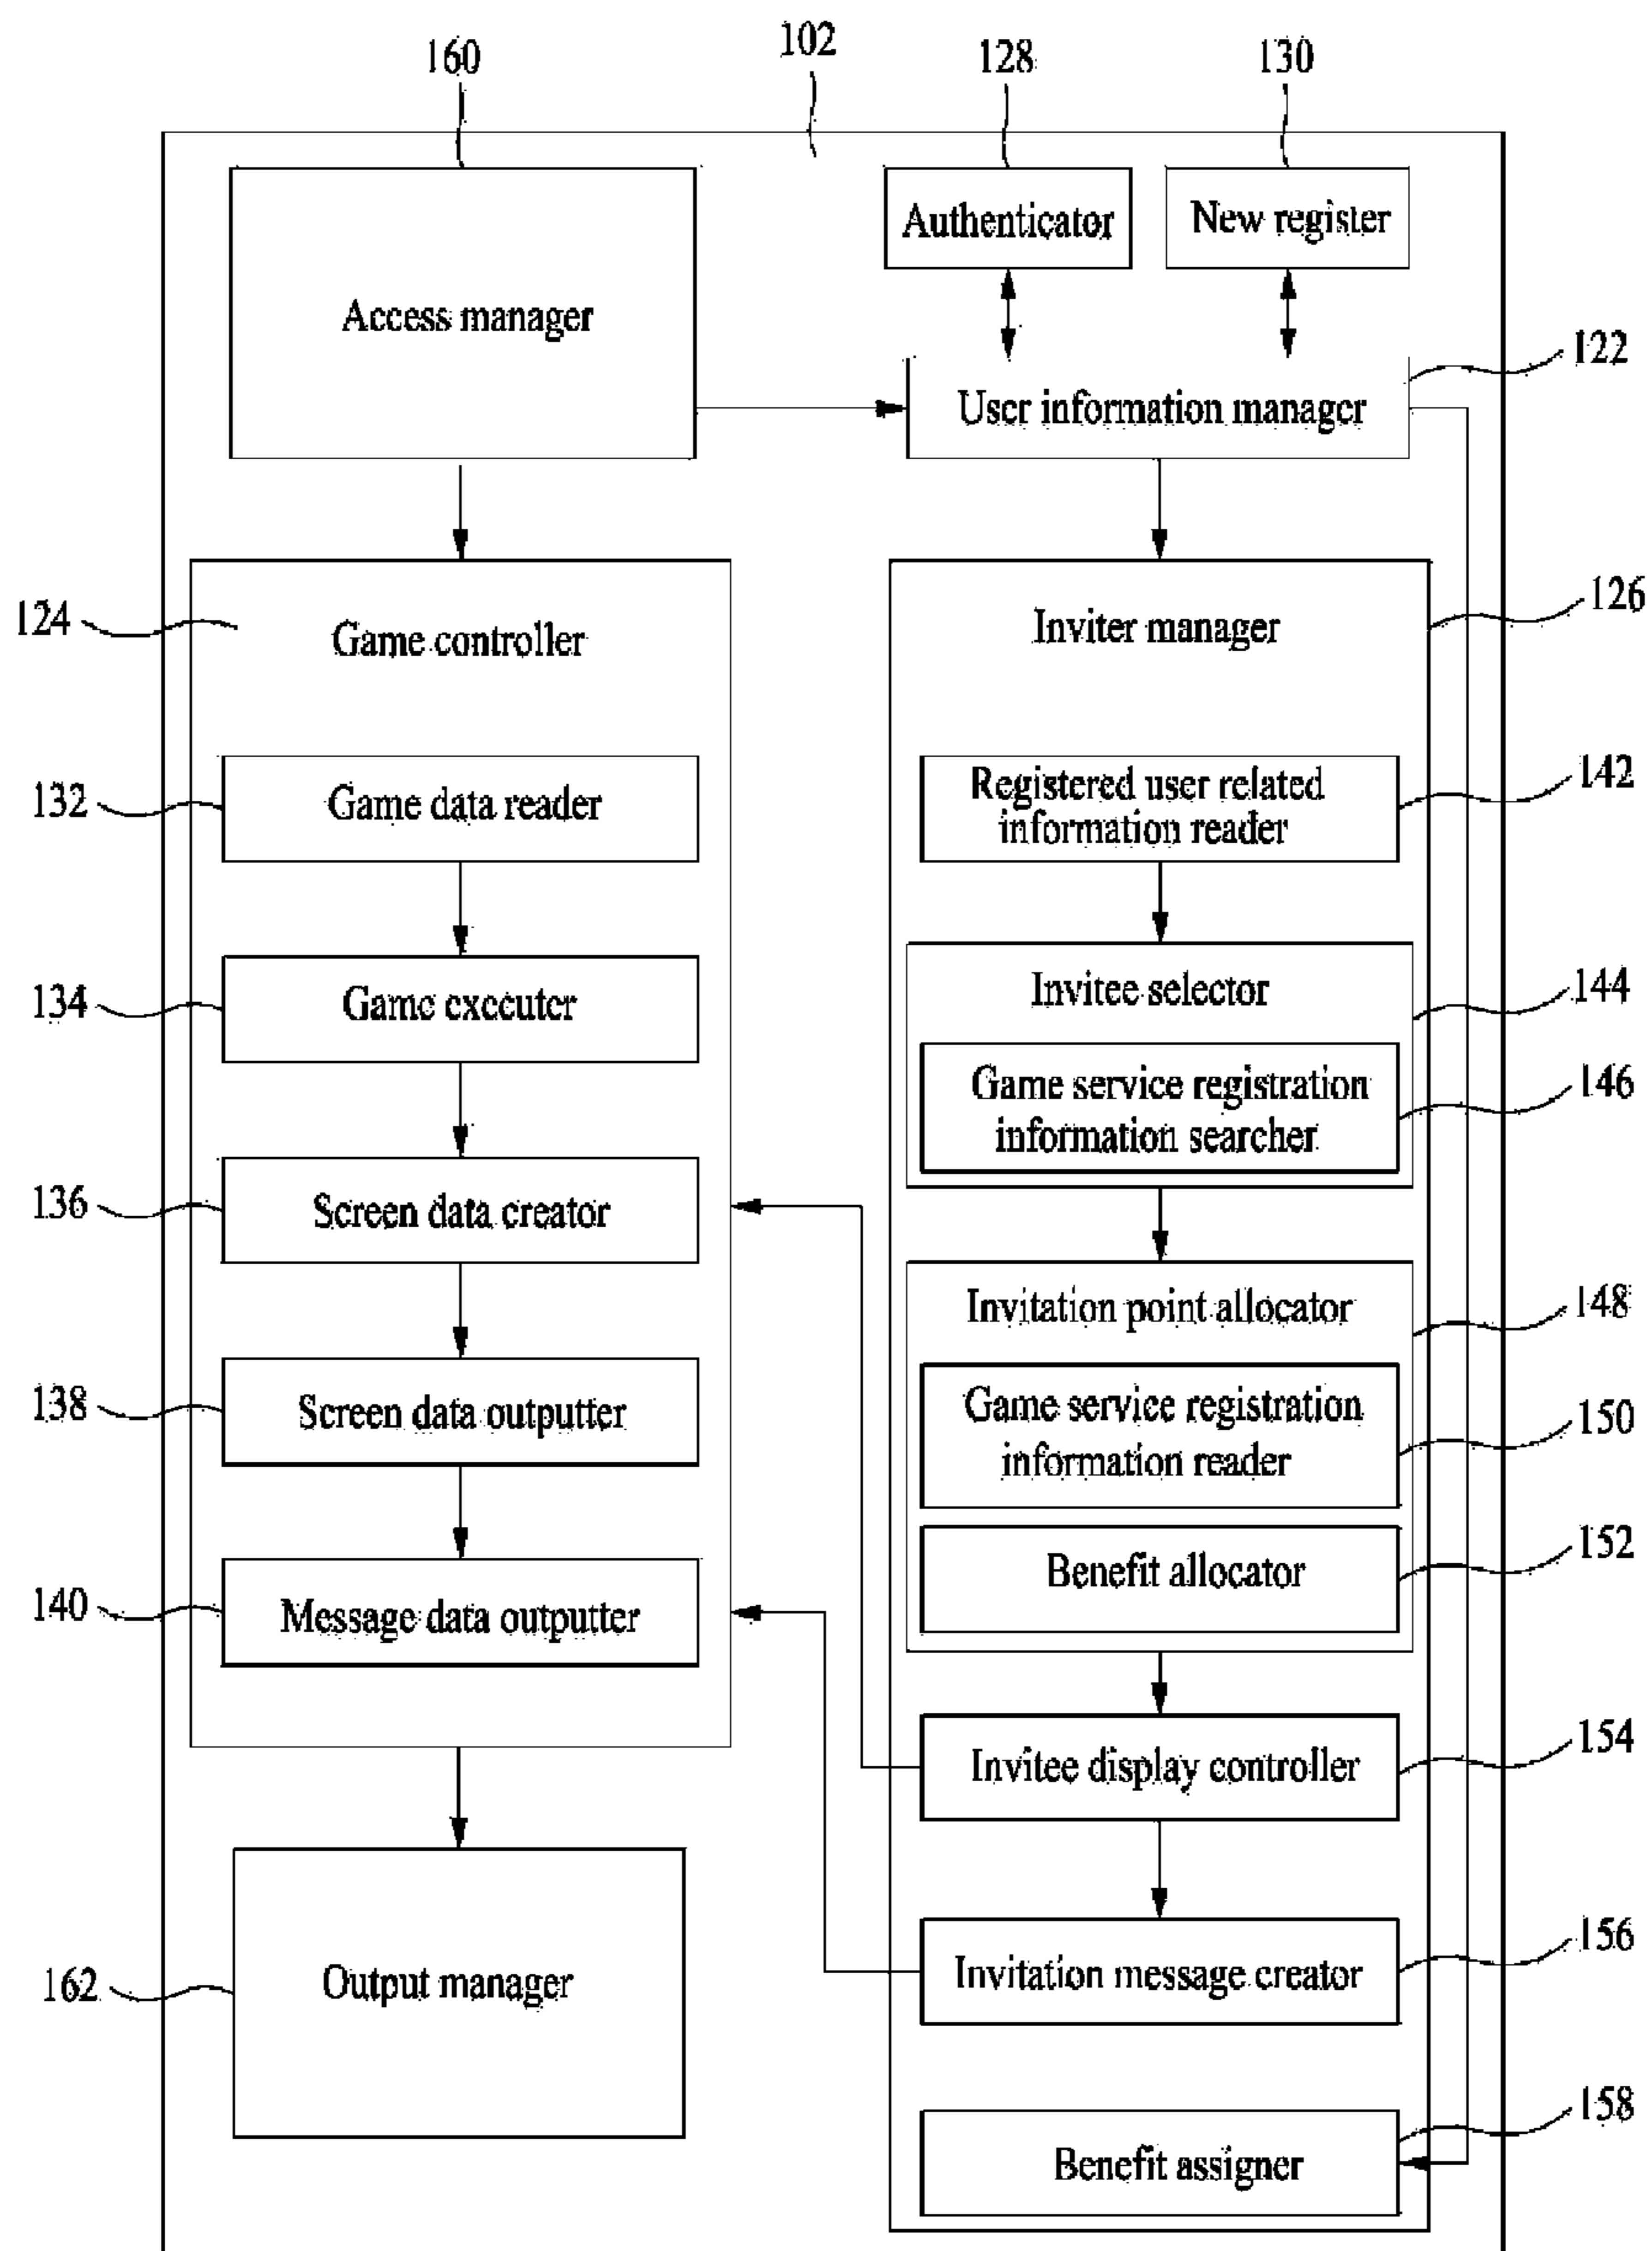 160
102
128
130
Authenticator
New register
Access manager
122
User information manager
124
Game controller
Inviter manager
126
132
Game data reader
Registered user related
information reader
142
134
Game executer
Invitee selector
144
Game service registration
information searcher
146
136
Screen data creator
Invitation point allocator
148
138
Screen data outputter
Game service registration
information reader
150
Benefit allocator
152
140
Message data outputter
Invitee display controller
154
Invitation message creator
156
162
Output manager
Benefit assigner
158